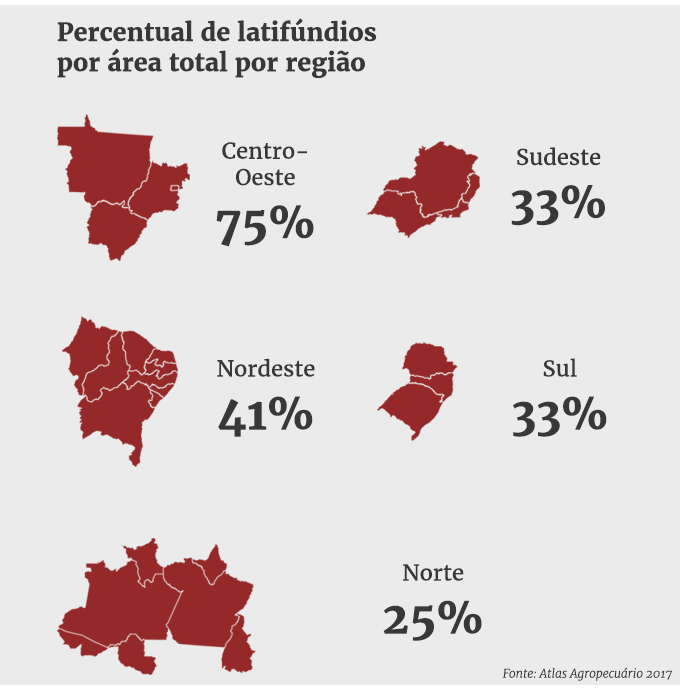 Percentual de latifúndios
por área total por região
Centro-
Oeste
75%
Sudeste
33%
Nordeste
41%
Sul
33%
Norte
25%
Fonte: Atlas Agropecuário 2017